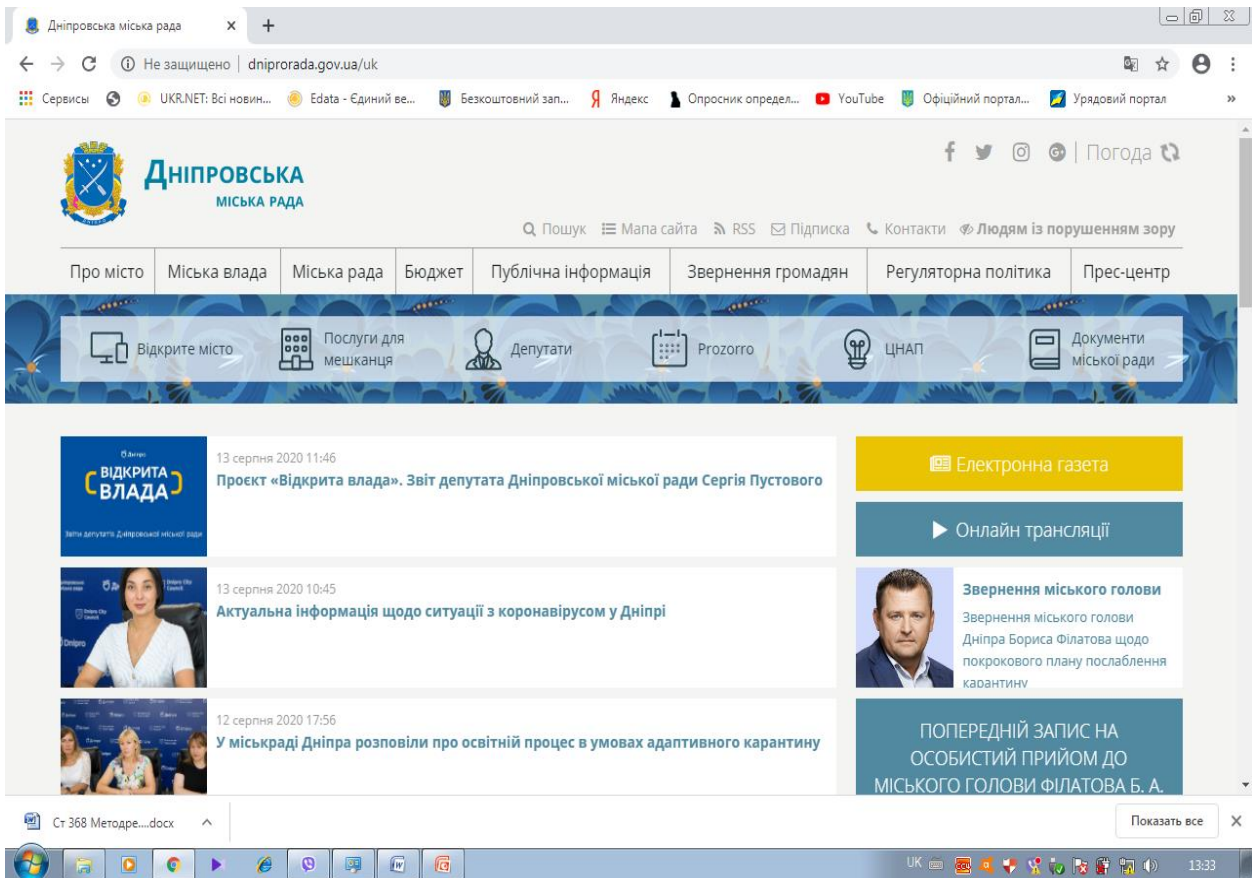 Дніпровська міська рада
Не защищено | dniprorada.gov.ua/uk
Сервисы UKR.NET: Всі новин... Edata - Єдиний ве... Безкоштовний зап... Яндекс Опросник определ... YouTube Офіційний портал... Урядовий портал »
Погода
ДНІПРОВСЬКА
МІСЬКА РАДА
ДНІПРО
Пошук Мапа сайта RSS Підписка Контакти Людям із порушенням зору
Про місто Міська влада Міська рада Бюджет Публічна інформація Звернення громадян Регуляторна політика Прес-центр
Відкрите місто Послуги для мешканця Депутати Prozorro ЦНАП Документи міської ради
Дніпро
ВІДКРИТА
ВЛАДА
Звіти депутатів Дніпровської міської ради
13 серпня 2020 11:46
Проєкт «Відкрита влада». Звіт депутата Дніпровської міської ради Сергія Пустового
13 серпня 2020 10:45
Актуальна інформація щодо ситуації з коронавірусом у Дніпрі
12 серпня 2020 17:56
У міськраді Дніпра розповіли про освітній процес в умовах адаптивного карантину
Електронна газета
Онлайн трансляції
Звернення міського голови
Звернення міського голови
Дніпра Бориса Філатова щодо
покрокового плану послаблення
карантину
ПОПЕРЕДНІЙ ЗАПИС НА
ОСОБИСТИЙ ПРИЙОМ ДО
МІСЬКОГО ГОЛОВИ ФІЛАТОВА Б. А.
Ст 368 Методре....docx
Показать все
UK 13:33